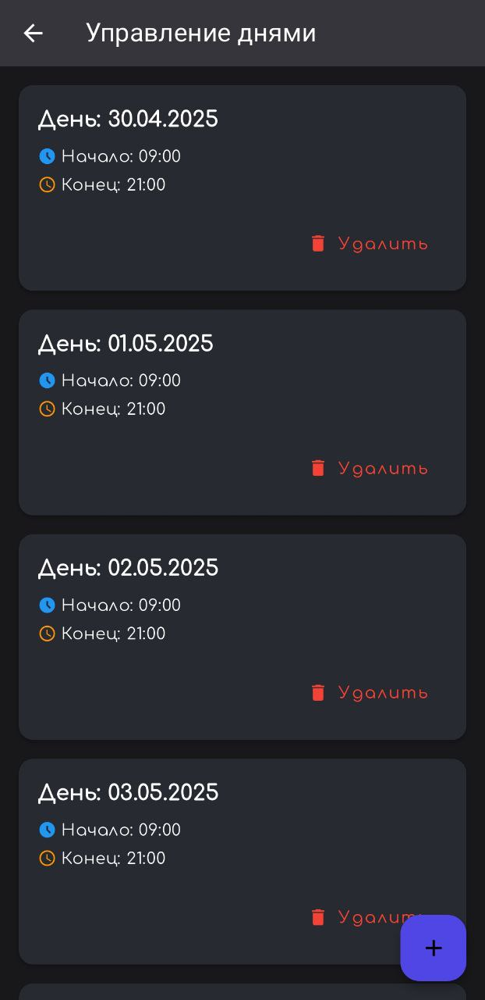 Управление днями
День: 30.04.2025
Начало: 09:00
Конец: 21:00
Удалить
День: 01.05.2025
Начало: 09:00
Конец: 21:00
Удалить
День: 02.05.2025
Начало: 09:00
Конец: 21:00
Удалить
День: 03.05.2025
Начало: 09:00
Конец: 21:00
Удалить